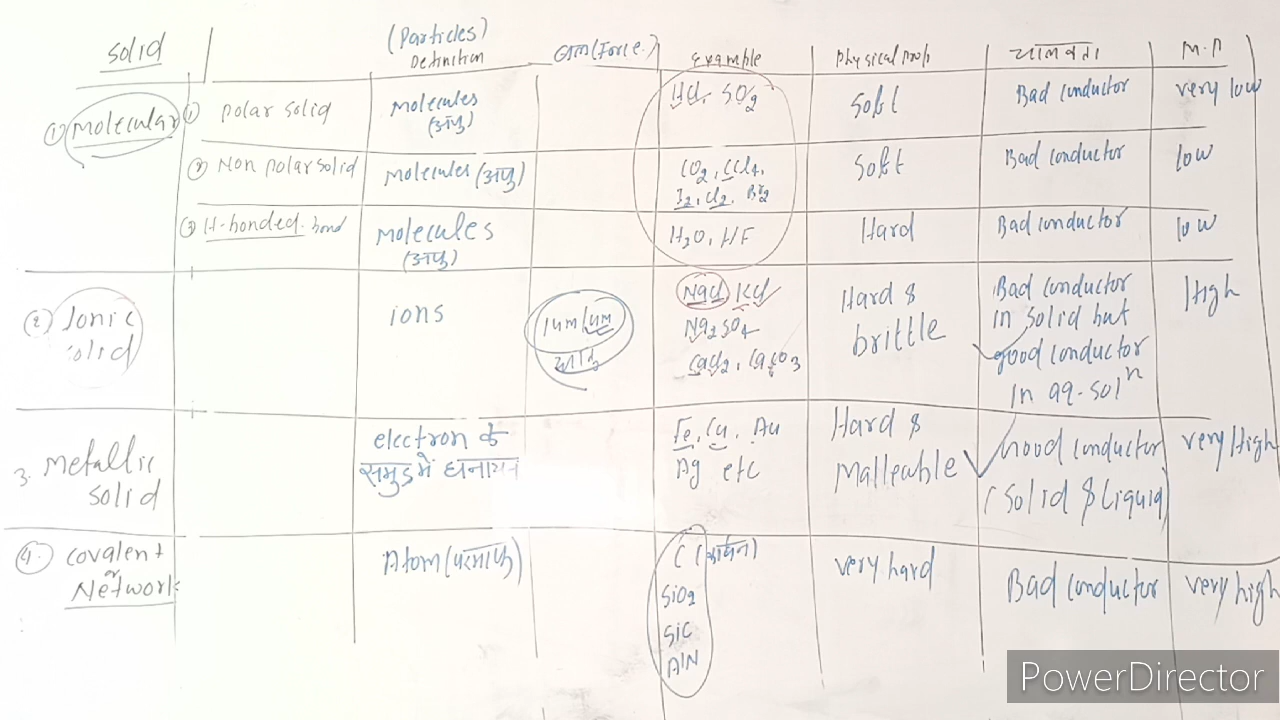 Solid (Particles) Definition बल (Force) Example Physical Prop चालकता M.P
① Molecular ① Polar solid Molecules (अणु) HCl, SO₂ Soft Bad conductor very low
② Non polar solid Molecules (अणु) CO₂, CCl₄, I₂, Cl₂, Br₂ Soft Bad conductor low
③ H-bonded bond Molecules (अणु) H₂O, HF Hard Bad conductor low
② Ionic solid ions NaCl, KCl Hard & Bad conductor High
Na₂SO₄ brittle in solid but
CaCl₂, CaCO₃ good conductor
in aq-solⁿ
3. Metallic solid electron के Fe, Cu, Au Hard & Good conductor very High
समुद्र में धनायन Ag etc Malleable (Solid & Liquid)
④ Covalent or Network Atom (परमाणु) C very hard Bad conductor very high
SiO₂
SiC
AlN
PowerDirector